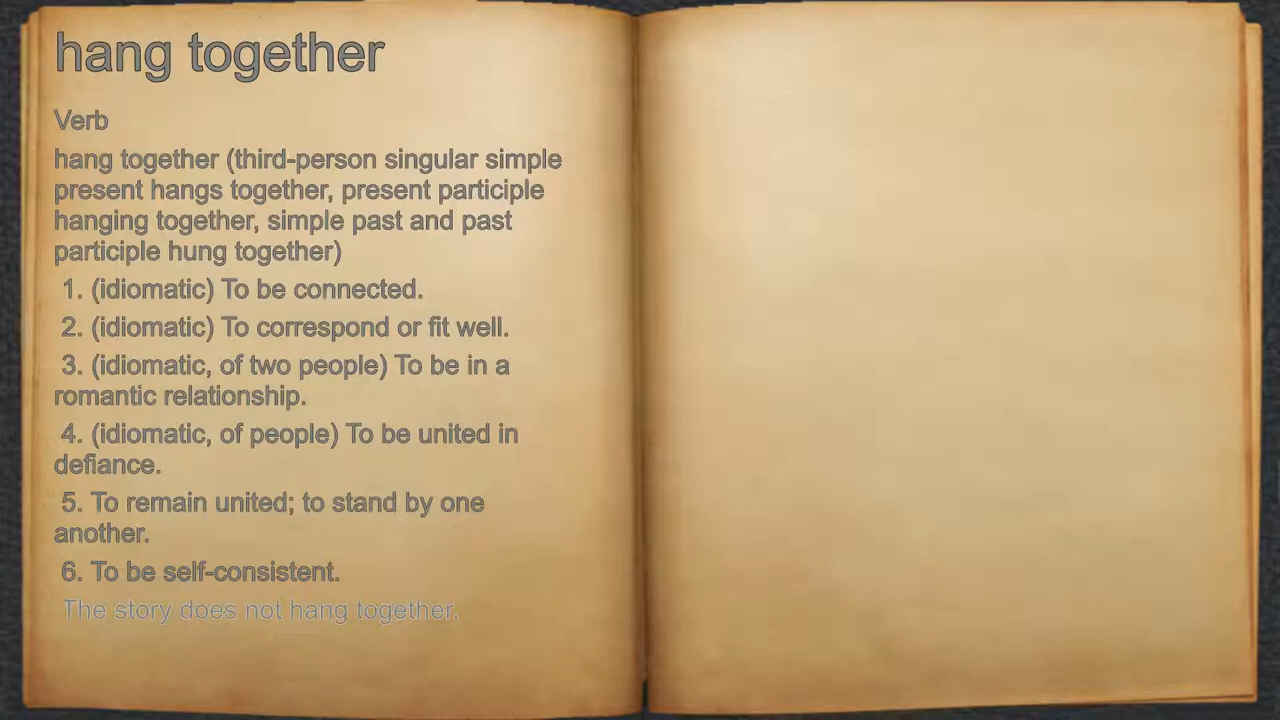 hang together
Verb
hang together (third-person singular simple
present hangs together, present participle
hanging together, simple past and past
participle hung together)
1. (idiomatic) To be connected.
2. (idiomatic) To correspond or fit well.
3. (idiomatic, of two people) To be in a
romantic relationship.
4. (idiomatic, of people) To be united in
defiance.
5. To remain united; to stand by one
another.
6. To be self-consistent.
The story does not hang together.